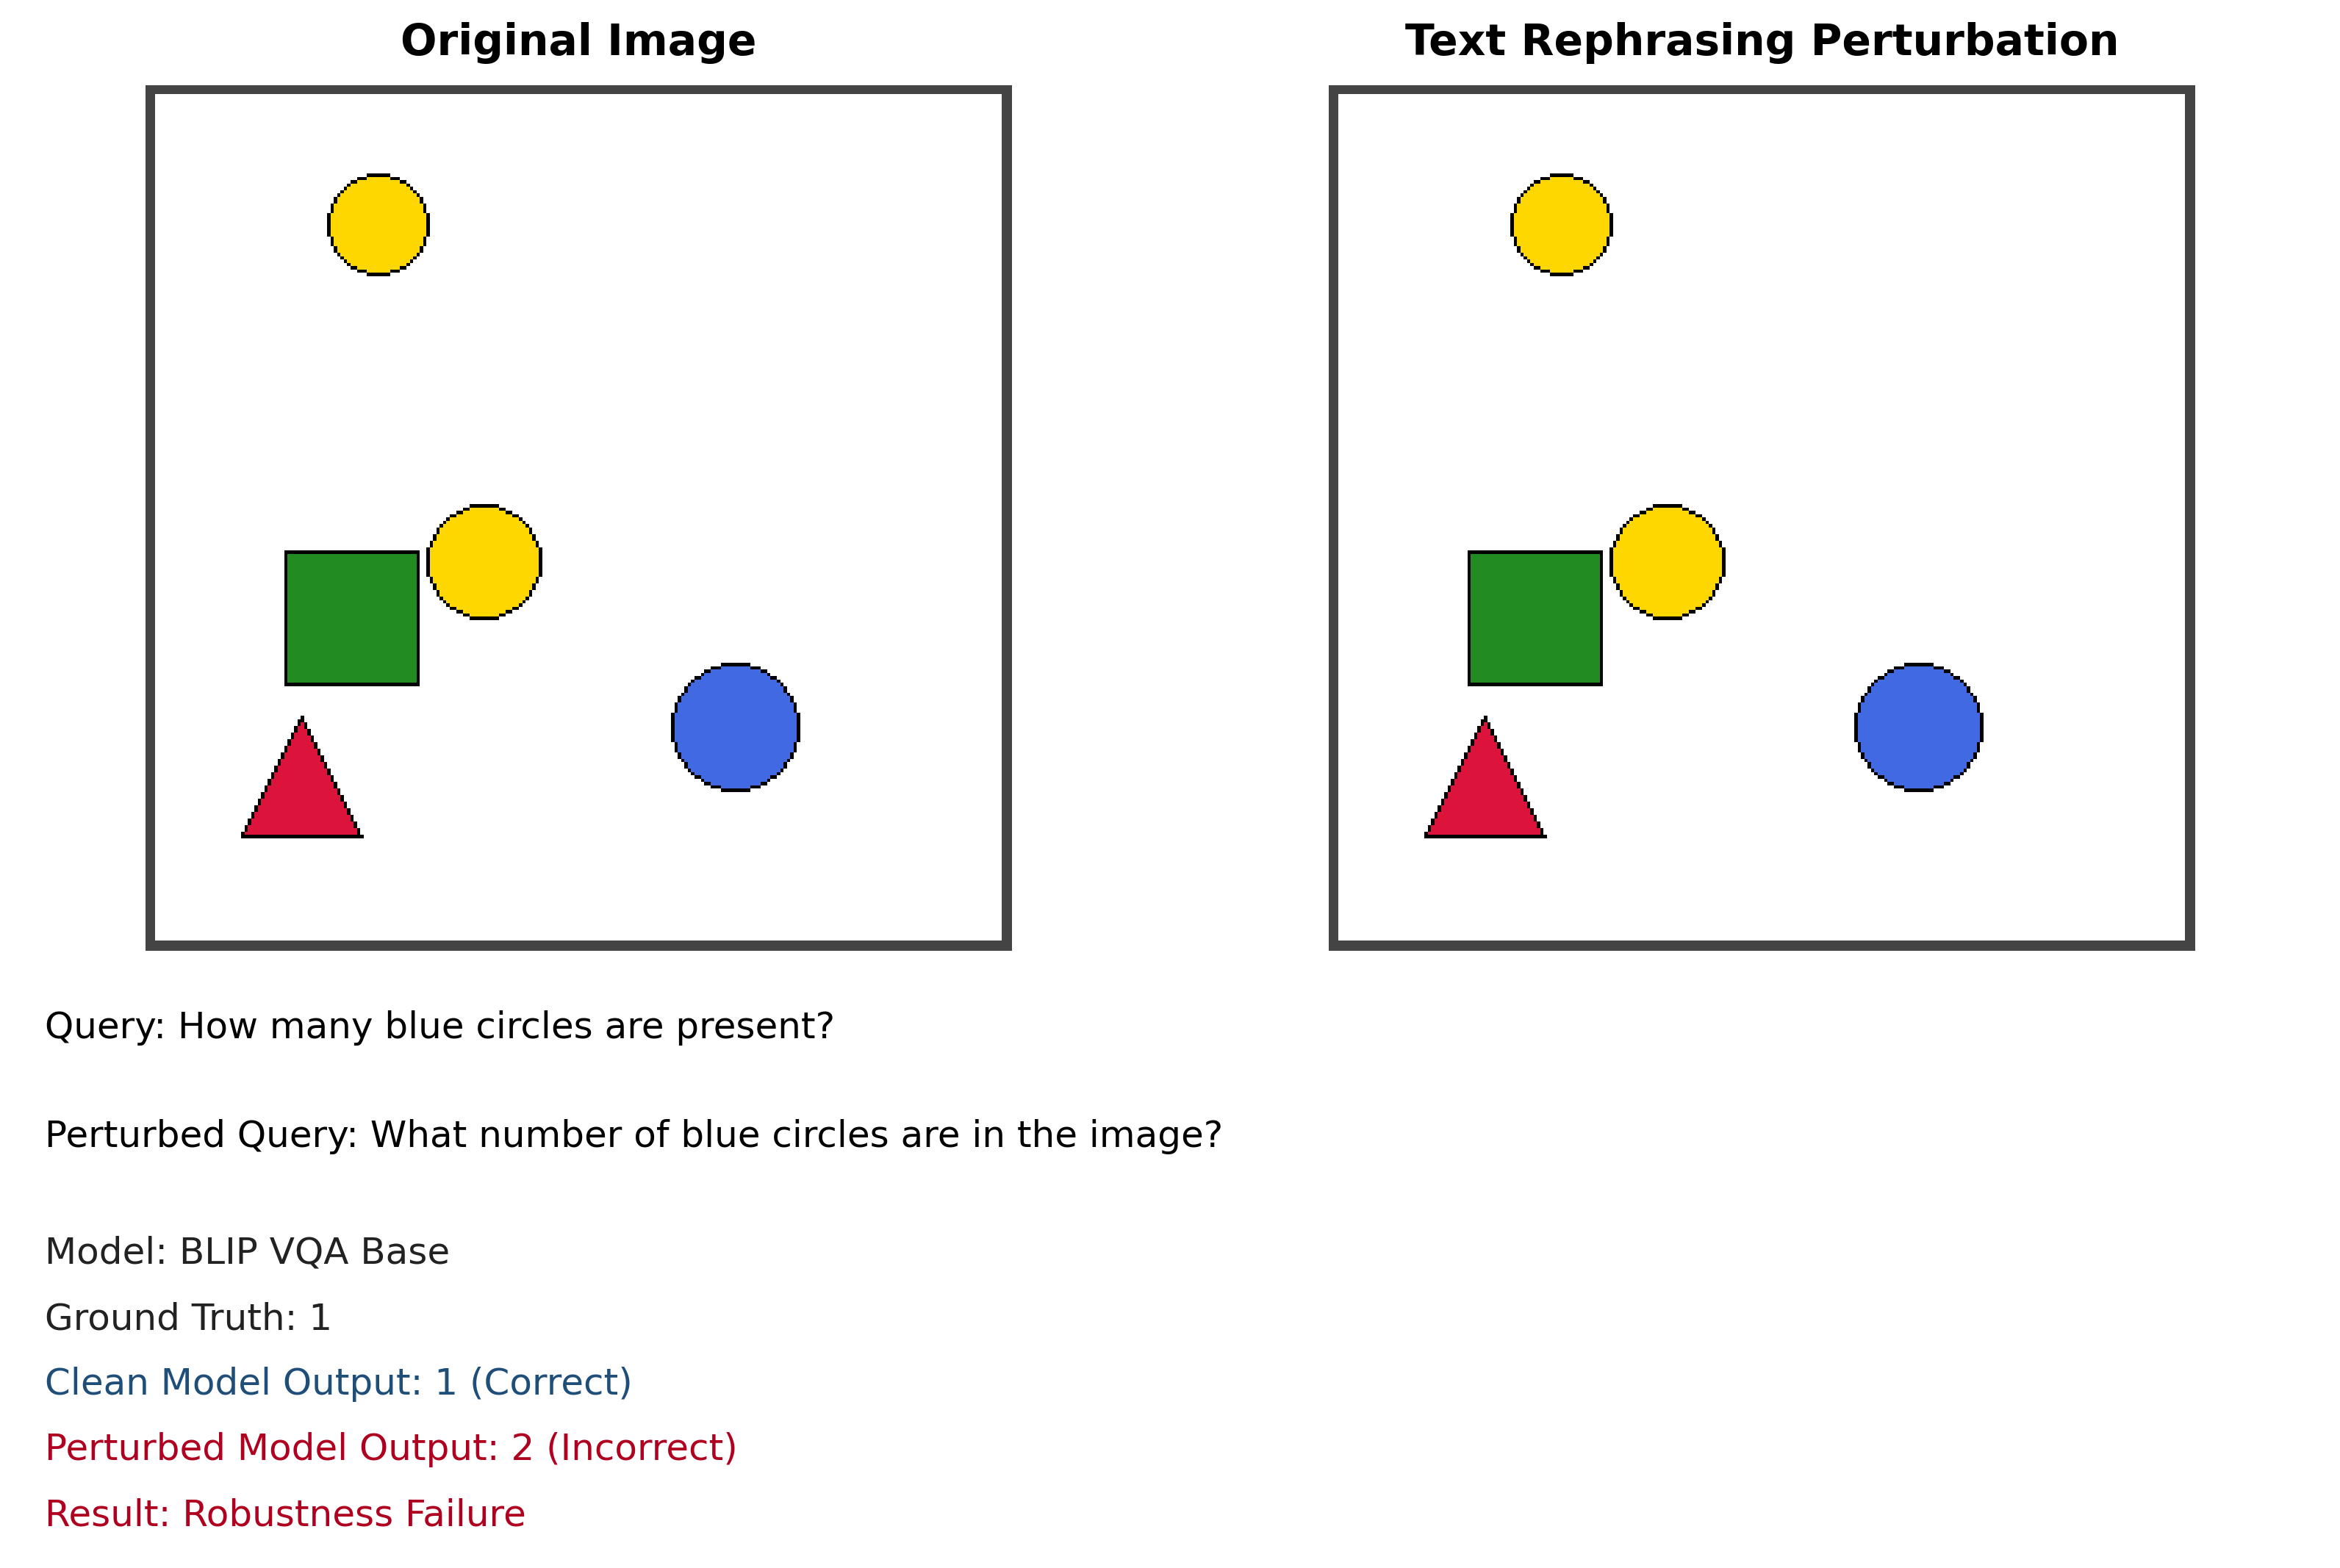 Original Image
Text Rephrasing Perturbation
Query: How many blue circles are present?
Perturbed Query: What number of blue circles are in the image?
Model: BLIP VQA Base
Ground Truth: 1
Clean Model Output: 1 (Correct)
Perturbed Model Output: 2 (Incorrect)
Result: Robustness Failure